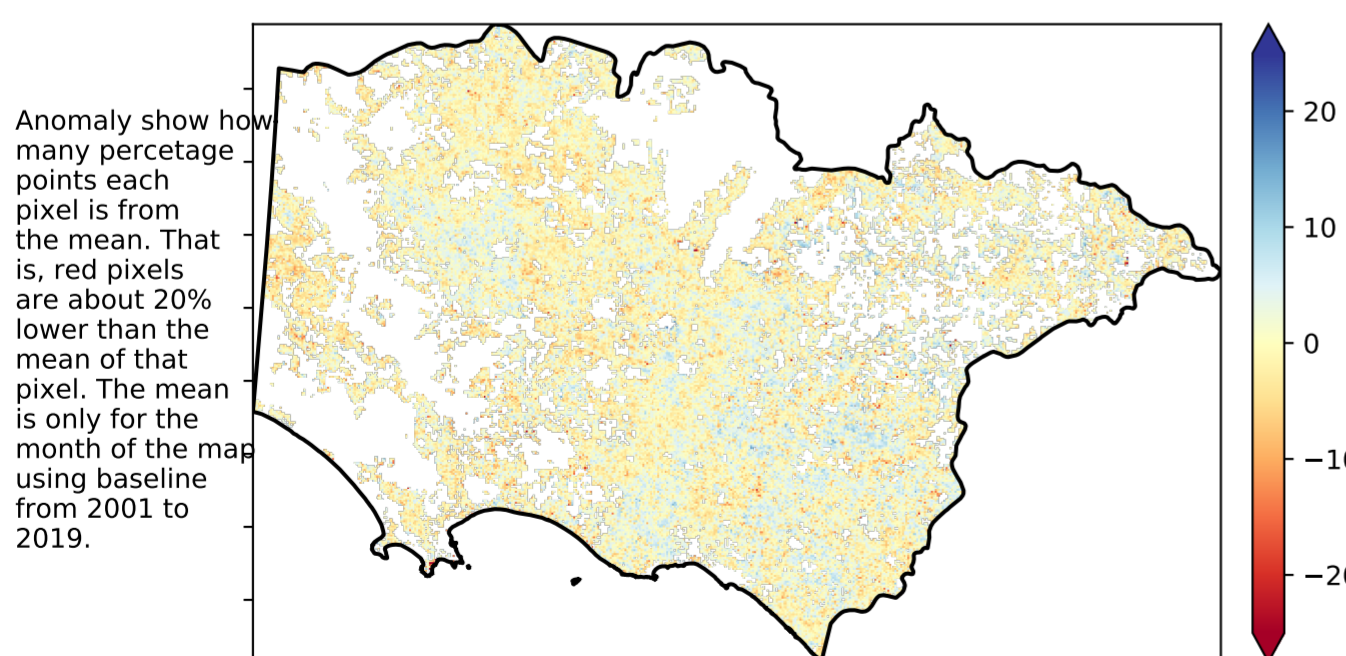 Anomaly show how
many percetage
points each
pixel is from
the mean. That
is, red pixels
are about 20%
lower than the
mean of that
pixel. The mean
is only for the
month of the map
using baseline
from 2001 to
2019.
20
10
0
−10
−20